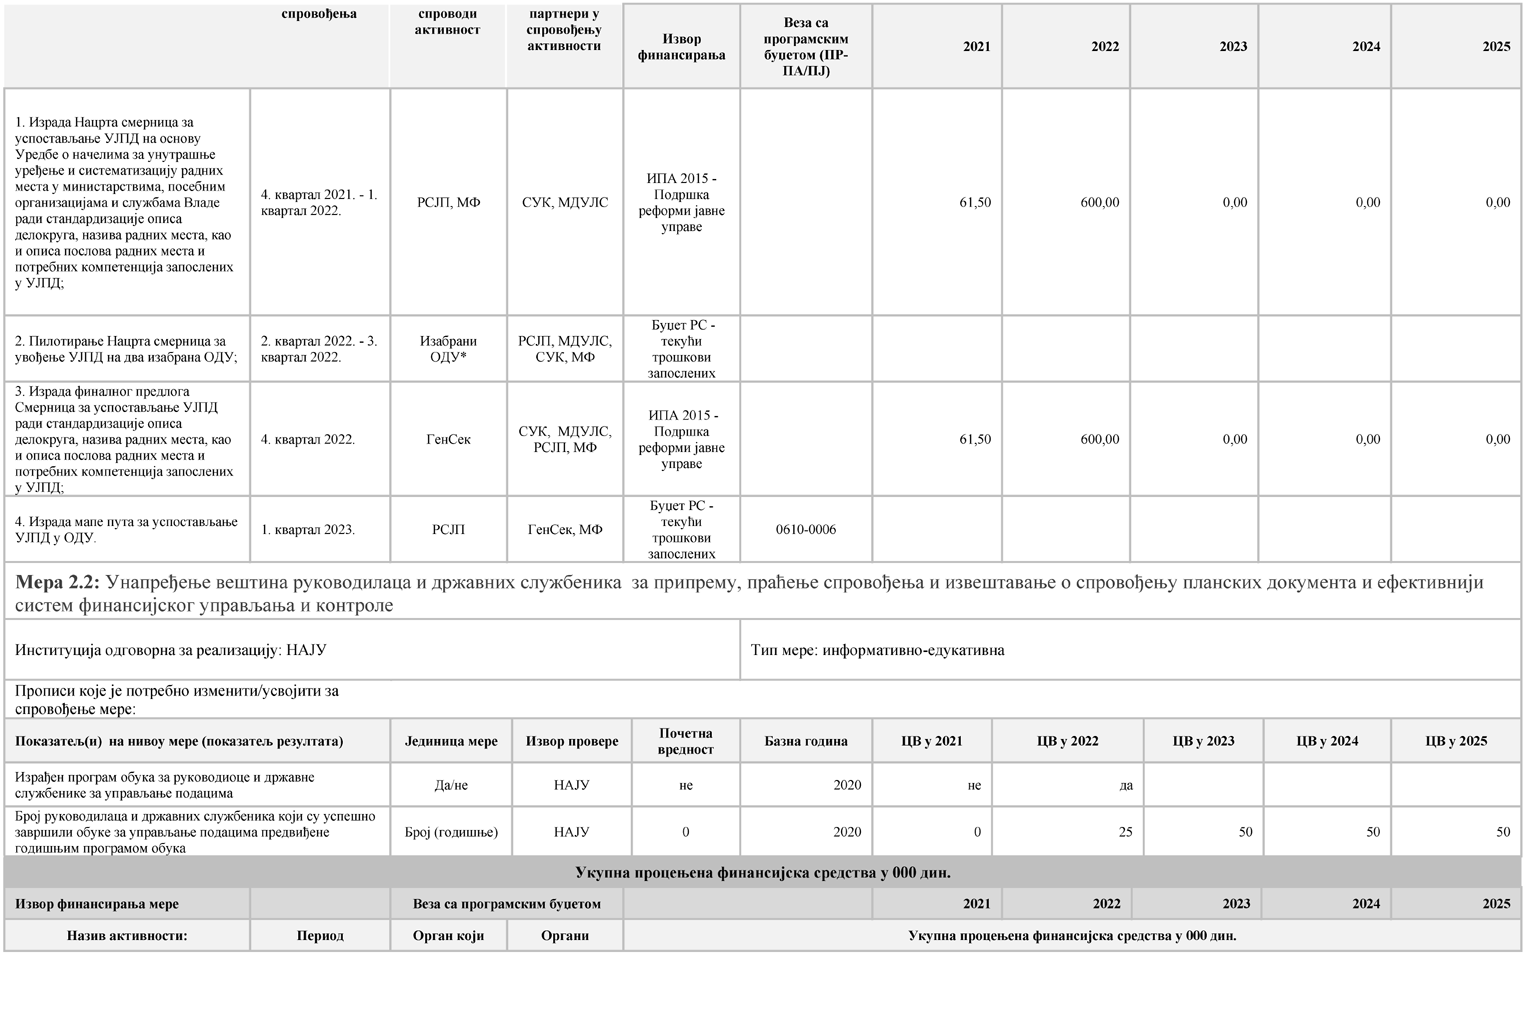 спровођења
спроводи
активност
партнери у
спровођењу
активности
Извор
финансирања
Веза са
програмским
буџетом (ПР-
ПА/ПЈ)
2021
2022
2023
2024
2025
1. Израда Нацрта смерница за
успостављање УЈПД на основу
Уредбе о начелима за унутрашње
уређење и систематизацију радних
места у министарствима, посебним
организацијама и службама Владе
ради стандардизације описа
делокруга, назива радних места, као
и описа послова радних места и
потребних компетенција запослених
у УЈПД;
4. квартал 2021. - 1.
квартал 2022.
РСЈП, МФ
СУК, МДУЛС
ИПА 2015 -
Подршка
реформи јавне
управе
61,50
600,00
0,00
0,00
0,00
2. Пилотирање Нацрта смерница за
увођење УЈПД на два изабрана ОДУ;
2. квартал 2022. - 3.
квартал 2022.
Изабрани
ОДУ*
РСЈП, МДУЛС,
СУК, МФ
Буџет РС -
текући
трошкови
запослених
3. Израда финалног предлога
Смерница за успостављање УЈПД
ради стандардизације описа
делокруга, назива радних места, као
и описа послова радних места и
потребних компетенција запослених
у УЈПД;
4. квартал 2022.
ГенСек
СУК,  МДУЛС,
РСЈП, МФ
ИПА 2015 -
Подршка
реформи јавне
управе
61,50
600,00
0,00
0,00
0,00
4. Израда мапе пута за успостављање
УЈПД у ОДУ.
1. квартал 2023.
РСЈП
ГенСек, МФ
Буџет РС -
текући
трошкови
запослених
0610-0006
Мера 2.2: Унапређење вештина руководилаца и државних службеника  за припрему, праћење спровођења и извештавање о спровођењу планских докумената и ефективнији
систем финансијског управљања и контроле
Институција одговорна за реализацију: НАЈУ
Тип мере: информативно-едукативна
Прописи које је потребно изменити/усвојити за
спровођење мере:
Показатељ(и)  на нивоу мере (показатељ резултата)
Јединица мере
Извор провере
Почетна
вредност
Базна година
ЦВ у 2021
ЦВ у 2022
ЦВ у 2023
ЦВ у 2024
ЦВ у 2025
Израђен програм обука за руководиоце и државне
службенике за управљање подацима
Да/не
НАЈУ
не
2020
не
да
Број руководилаца и државних службеника који су успешно
завршили обуке за управљање подацима предвиђене
годишњим програмом обука
Број (годишње)
НАЈУ
0
2020
0
25
50
50
50
Укупна процењена финансијска средства у 000 дин.
Извор финансирања мере
Веза са програмским буџетом
2021
2022
2023
2024
2025
Назив активности:
Период
Орган који
Органи
Укупна процењена финансијска средства у 000 дин.